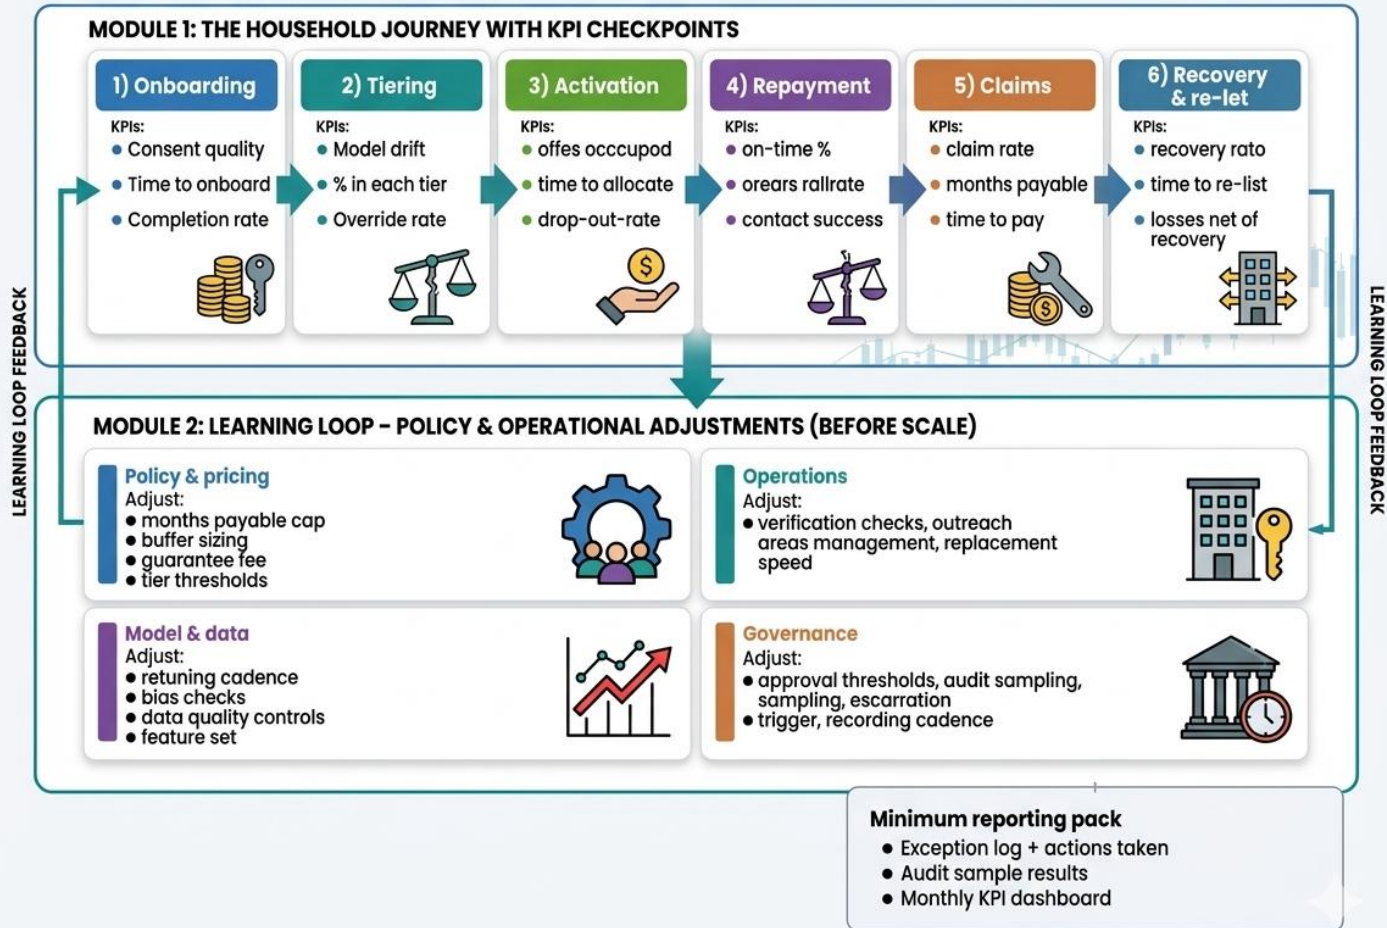 MODULE 1: THE HOUSEHOLD JOURNEY WITH KPI CHECKPOINTS
1) Onboarding
KPIs:
Consent quality
Time to onboard
Completion rate
2) Tiering
KPIs:
Model drift
% in each tier
Override rate
3) Activation
KPIs:
offes occcupod
time to allocate
drop-out-rate
4) Repayment
KPIs:
on-time %
orears rallrate
contact success
5) Claims
KPIs:
claim rate
months payable
time to pay
6) Recovery
& re-let
KPIs:
recovery rato
time to re-list
losses net of
recovery
LEARNING LOOP FEEDBACK
LEARNING LOOP FEEDBACK
MODULE 2: LEARNING LOOP – POLICY & OPERATIONAL ADJUSTMENTS (BEFORE SCALE)
Policy & pricing
Adjust:
months payable cap
buffer sizing
guarantee fee
tier thresholds
Operations
Adjust:
verification checks, outreach
areas management, replacement
speed
Model & data
Adjust:
retuning cadence
bias checks
data quality controls
feature set
Governance
Adjust:
approval thresholds, audit sampling,
sampling, escarration
trigger, recording cadence
Minimum reporting pack
Exception log + actions taken
Audit sample results
Monthly KPI dashboard